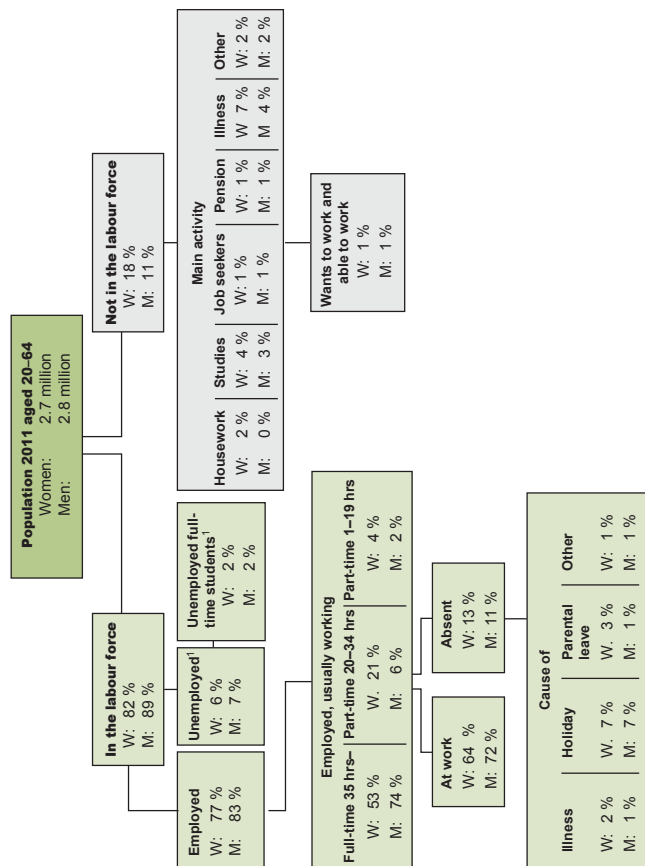 Population 2011 aged 20–64
Women: 2.7 million
Men: 2.8 million
In the labour force
W: 82 %
M: 89 %
Not in the labour force
W: 18 %
M: 11 %
Employed
W: 77 %
M: 83 %
Unemployed¹
W: 6 %
M: 7 %
Unemployed full-
time students¹
W: 2 %
M: 2 %
Main activity
Housework Studies Job seekers Pension Illness Other
W: 2 % W: 4 % W: 1 % W: 1 % W 7 % W: 2 %
M: 0 % M: 3 % M: 1 % M: 1 % M 4 % M: 2 %
Wants to work and
able to work
W: 1 %
M: 1 %
Employed, usually working
Full-time 35 hrs– Part-time 20–34 hrs Part-time 1–19 hrs
W: 53 % W. 21 % W: 4 %
M: 74 % M: 6 % M: 2 %
At work
W: 64 %
M: 72 %
Absent
W: 13 %
M: 11 %
Cause of
Illness Holiday Parental Other
leave
W: 2 % W. 7 % W. 3 % W: 1 %
M: 1 % M: 7 % M: 1 % M: 1 %